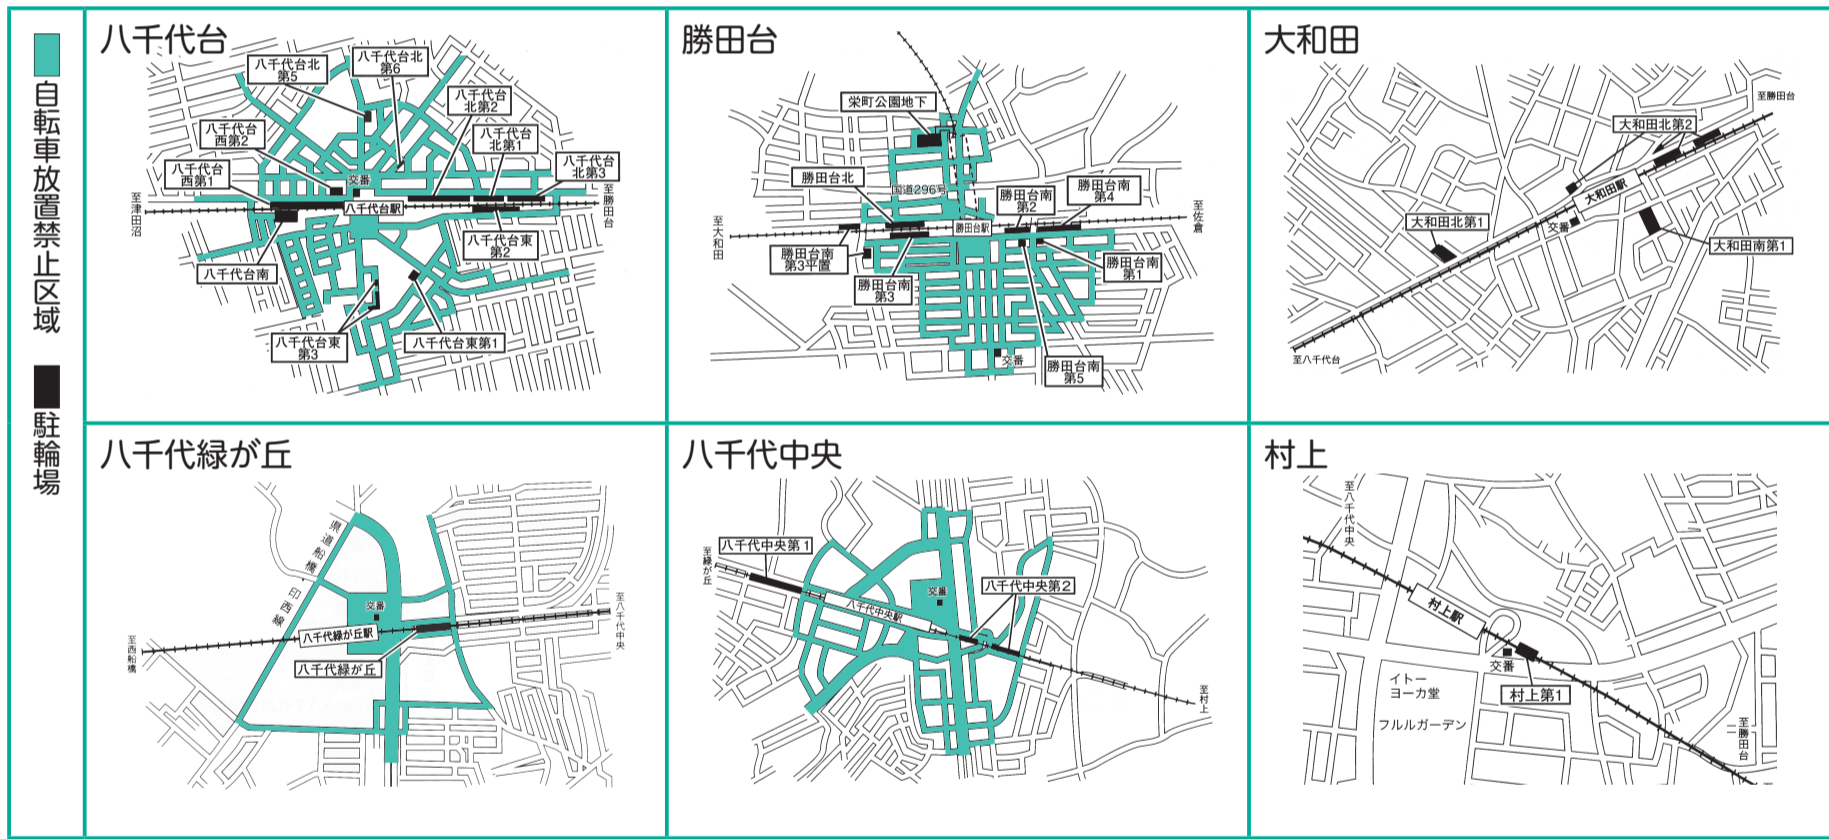 自転車放置禁止区域
駐輪場
八千代台
八千代台北
第5
八千代台北
第6
八千代台
北第2
八千代台
西第2
八千代台
北第1
八千代台
西第1
八千代台
北第3
交番
至津田沼
八千代台駅
至勝田台
八千代台東
第2
八千代台南
八千代台東
第3
八千代台東第1
勝田台
栄町公園地下
勝田台北
国道296号
勝田台南
第2
勝田台南
第4
至大和田
勝田台駅
至佐倉
勝田台南
第3平置
勝田台南
第3
勝田台南
第1
交番
勝田台南
第5
大和田
至勝田台
大和田北第2
大和田駅
大和田北第1
交番
大和田南第1
至八千代台
八千代緑が丘
県道船橋・印西線
交番
至八千代中央
八千代緑が丘駅
至西船橋
八千代緑が丘
八千代中央
八千代中央第1
至緑が丘
八千代中央第2
交番
八千代中央駅
至村上
村上
至八千代中央
村上駅
交番
村上第1
イトー
ヨーカ堂
フルルガーデン
至勝田台